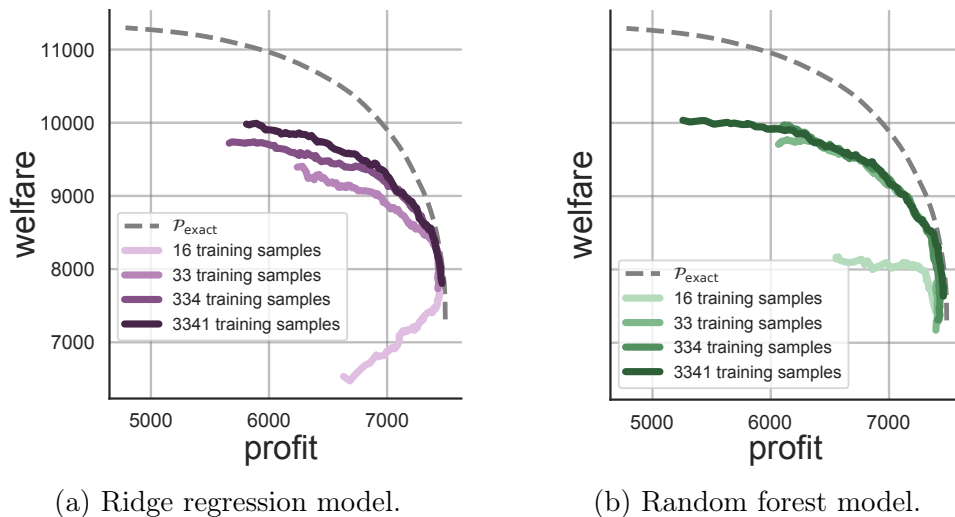 11000
10000
9000
8000
7000
welfare
𝒫exact
16 training samples
33 training samples
334 training samples
3341 training samples
5000 6000 7000
profit
(a) Ridge regression model.
welfare
𝒫exact
16 training samples
33 training samples
334 training samples
3341 training samples
5000 6000 7000
profit
(b) Random forest model.